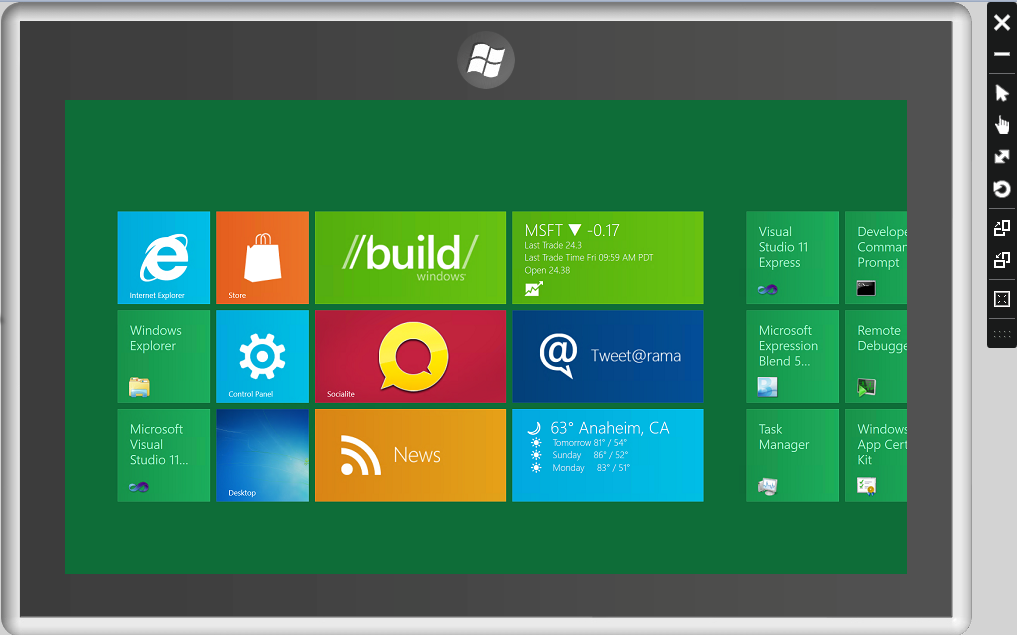 //build/
windows
MSFT ▼ -0.17
Last Trade 24.3
Last Trade Time Fri 09:59 AM PDT
Open 24.38
Visual
Studio 11
Express
Develope
Comman
Prompt
Internet Explorer
Store
Windows
Explorer
Control Panel
Socialite
Tweet@rama
Microsoft
Expression
Blend 5...
Remote
Debugge
Microsoft
Visual
Studio 11...
Desktop
News
63° Anaheim, CA
Tomorrow 81° / 54°
Sunday 86° / 52°
Monday 83° / 51°
Task
Manager
Windows
App Cert
Kit